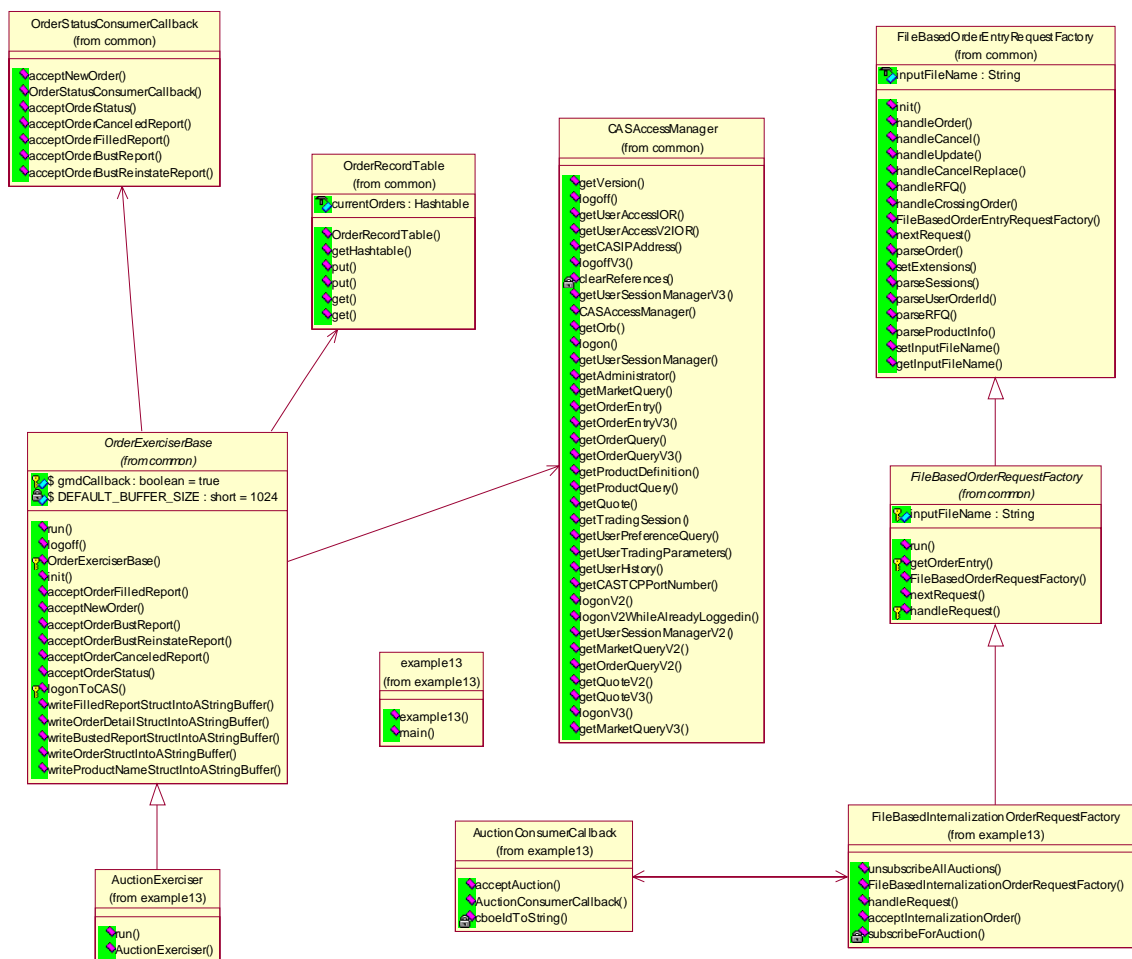 OrderStatusConsumerCallback
(from common)
acceptNewOrder()
OrderStatusConsumerCallback()
acceptOrderStatus()
acceptOrderCanceledReport()
acceptOrderFilledReport()
acceptOrderBustReport()
acceptOrderBustReinstateReport()
OrderRecordTable
(from common)
currentOrders : Hashtable
OrderRecordTable()
getHashtable()
put()
put()
get()
get()
CASAccessManager
(from common)
getVersion()
logoff()
getUserAccessIOR()
getUserAccessV2IOR()
getCASIPAddress()
logoffV3()
clearReferences()
getUserSessionManagerV3()
CASAccessManager()
getOrb()
logon()
getUserSessionManager()
getAdministrator()
getMarketQuery()
getOrderEntry()
getOrderEntryV3()
getOrderQuery()
getOrderQueryV3()
getProductDefinition()
getProductQuery()
getQuote()
getTradingSession()
getUserPreferenceQuery()
getUserTradingParameters()
getUserHistory()
getCASTCPPortNumber()
logonV2()
logonV2WhileAlreadyLoggedin()
getUserSessionManagerV2()
getMarketQueryV2()
getOrderQueryV2()
getQuoteV2()
getQuoteV3()
logonV3()
getMarketQueryV3()
FileBasedOrderEntryRequestFactory
(from common)
inputFileName : String
init()
handleOrder()
handleCancel()
handleUpdate()
handleCancelReplace()
handleRFQ()
handleCrossingOrder()
FileBasedOrderEntryRequestFactory()
nextRequest()
parseOrder()
setExtensions()
parseSessions()
parseUserOrderId()
parseRFQ()
parseProductInfo()
setInputFileName()
getInputFileName()
OrderExerciserBase
(from common)
$ gmdCallback : boolean = true
$ DEFAULT_BUFFER_SIZE : short = 1024
run()
logoff()
OrderExerciserBase()
init()
acceptOrderFilledReport()
acceptNewOrder()
acceptOrderBustReport()
acceptOrderBustReinstateReport()
acceptOrderCanceledReport()
acceptOrderStatus()
logonToCAS()
writeFilledReportStructIntoAStringBuffer()
writeOrderDetailStructIntoAStringBuffer()
writeBustedReportStructIntoAStringBuffer()
writeOrderStructIntoAStringBuffer()
writeProductNameStructIntoAStringBuffer()
FileBasedOrderRequestFactory
(from common)
inputFileName : String
run()
getOrderEntry()
FileBasedOrderRequestFactory()
nextRequest()
handleRequest()
example13
(from example13)
example13()
main()
AuctionExerciser
(from example13)
run()
AuctionExerciser()
AuctionConsumerCallback
(from example13)
acceptAuction()
AuctionConsumerCallback()
cboeIdToString()
FileBasedInternalizationOrderRequestFactory
(from example13)
unsubscribeAllAuctions()
FileBasedInternalizationOrderRequestFactory()
handleRequest()
acceptInternalizationOrder()
subscribeForAuction()